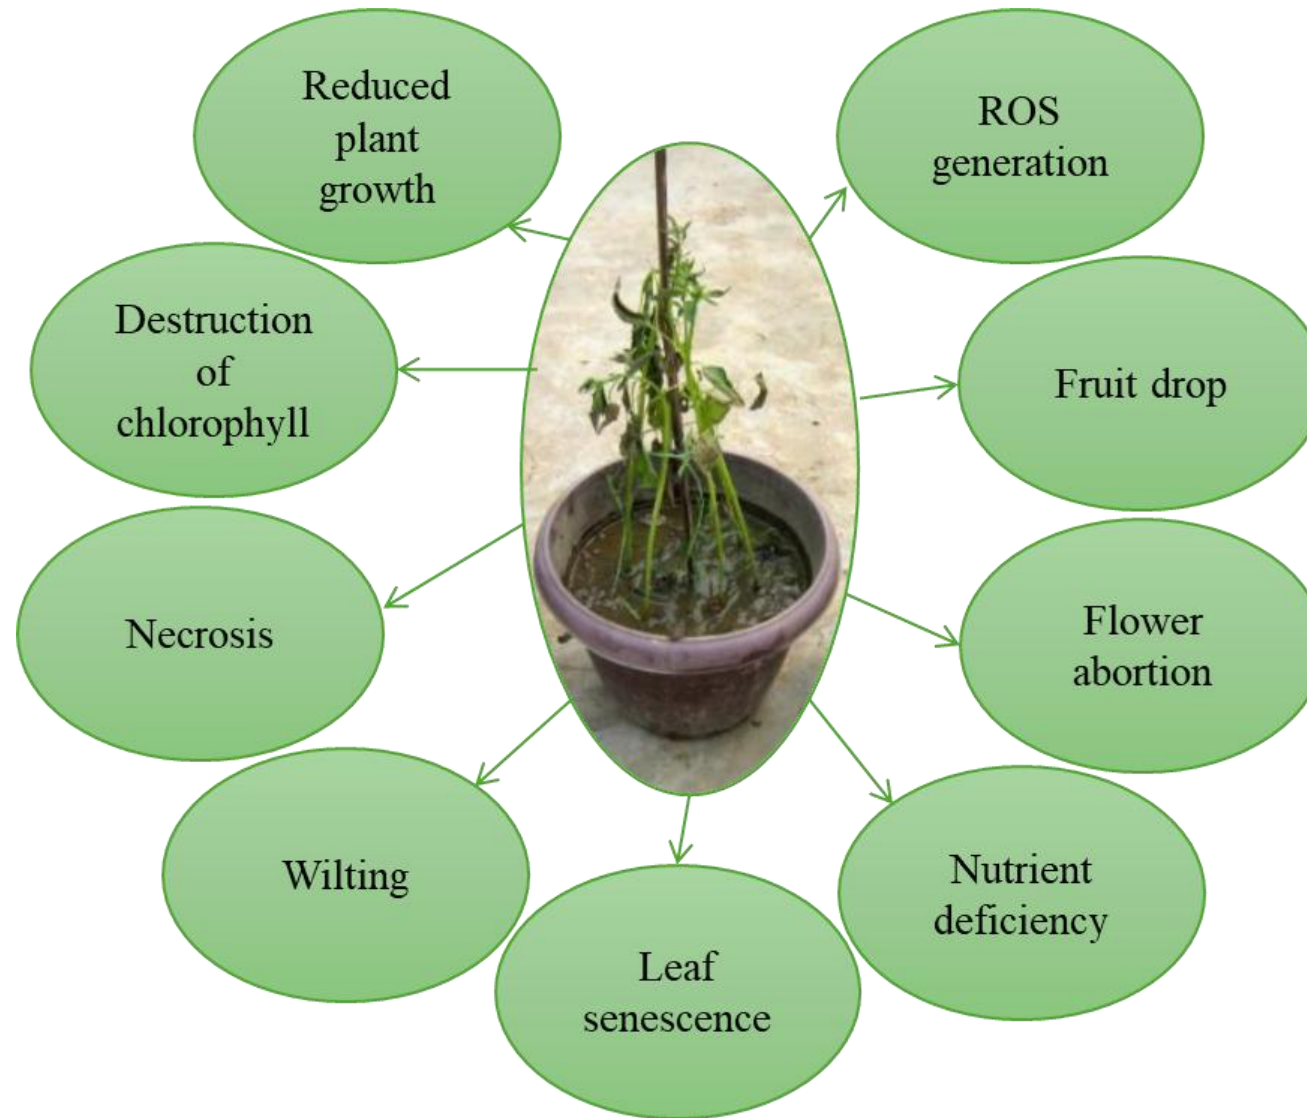 Reduced
plant
growth
ROS
generation
Destruction
of
chlorophyll
Fruit drop
Necrosis
Flower
abortion
Wilting
Nutrient
deficiency
Leaf
senescence